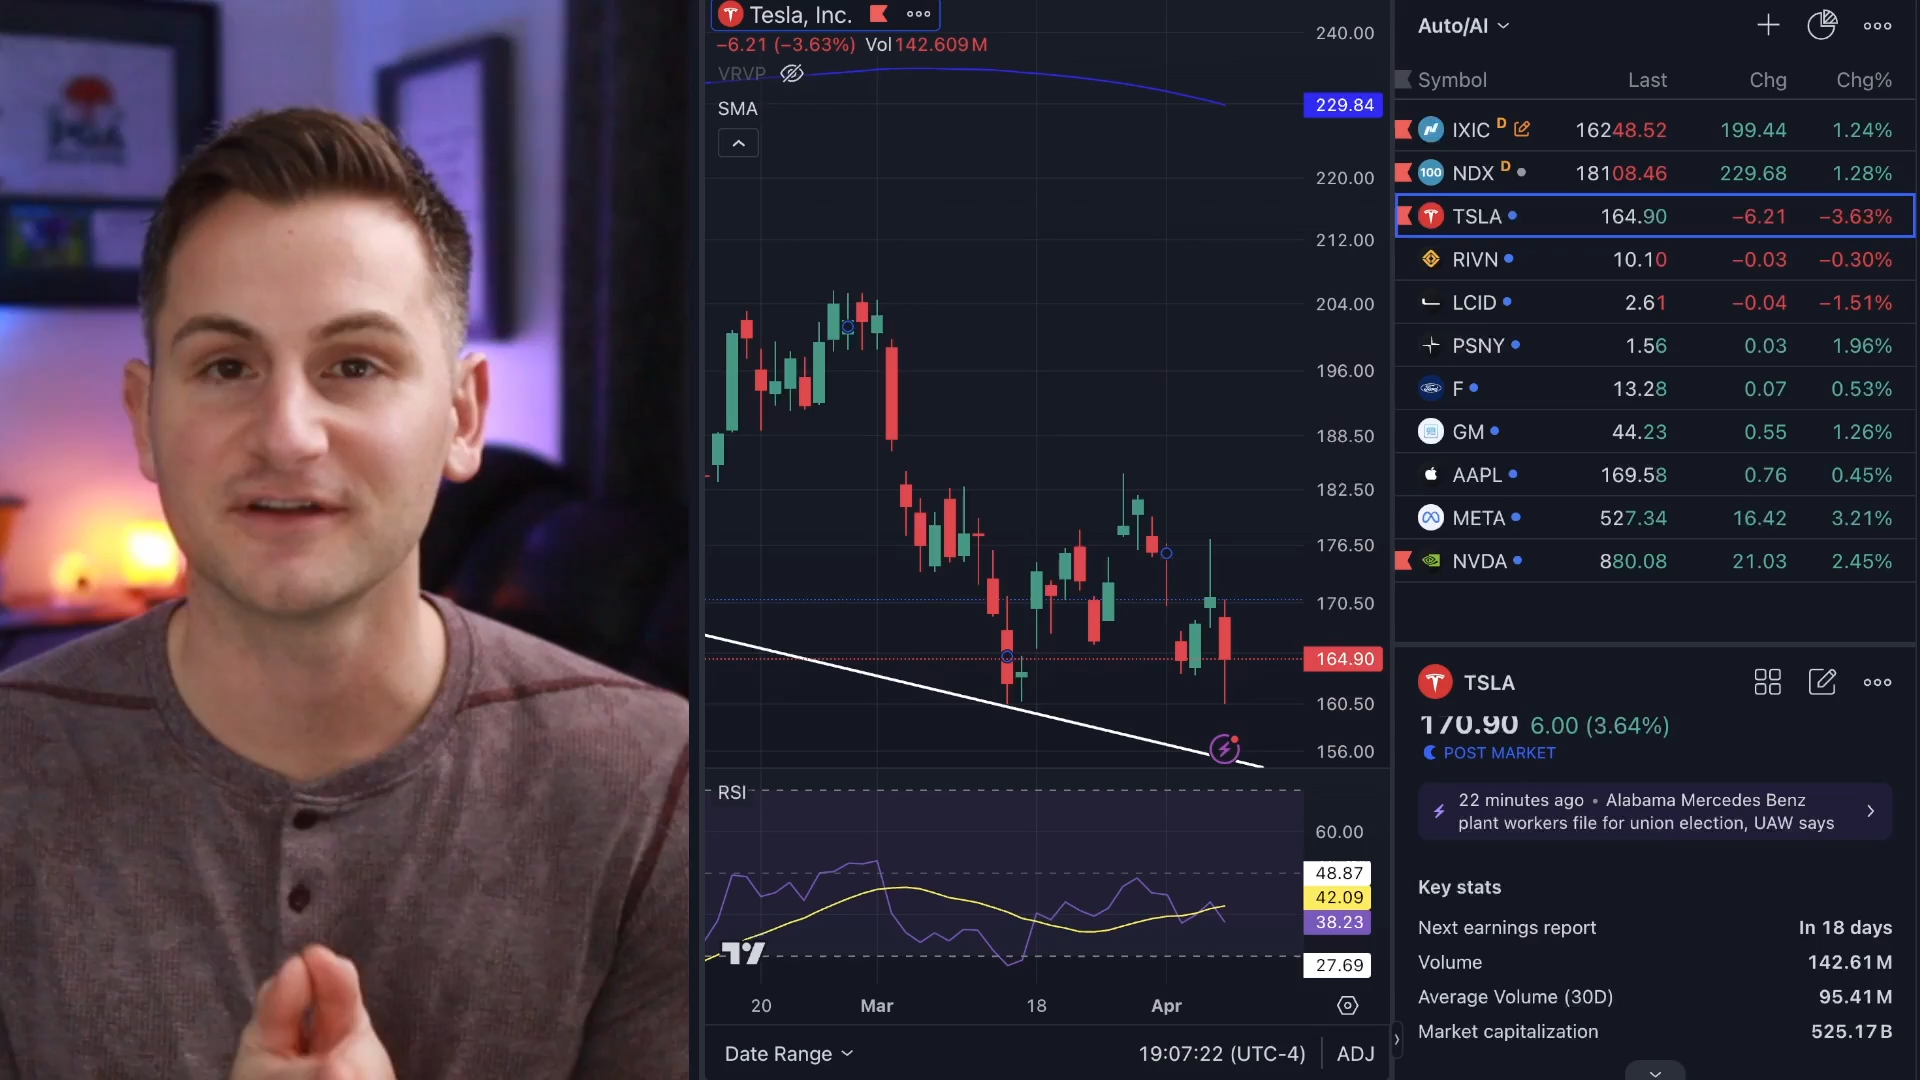 Tesla, Inc.
−6.21 (−3.63%) Vol 142.609 M
VRVP
SMA
240.00
229.84
220.00
212.00
204.00
196.00
188.50
182.50
176.50
170.50
164.90
160.50
156.00
RSI
60.00
48.87
42.09
38.23
27.69
20 Mar 18 Apr
Date Range 19:07:22 (UTC-4) ADJ
Auto/AI
Symbol Last Chg Chg%
IXIC D 16248.52 199.44 1.24%
100 NDX D 18108.46 229.68 1.28%
TSLA 164.90 −6.21 −3.63%
RIVN 10.10 −0.03 −0.30%
LCID 2.61 −0.04 −1.51%
PSNY 1.56 0.03 1.96%
F 13.28 0.07 0.53%
GM 44.23 0.55 1.26%
AAPL 169.58 0.76 0.45%
META 527.34 16.42 3.21%
NVDA 880.08 21.03 2.45%
TSLA
170.90 6.00 (3.64%)
POST MARKET
22 minutes ago • Alabama Mercedes Benz
plant workers file for union election, UAW says
Key stats
Next earnings report In 18 days
Volume 142.61 M
Average Volume (30D) 95.41 M
Market capitalization 525.17 B